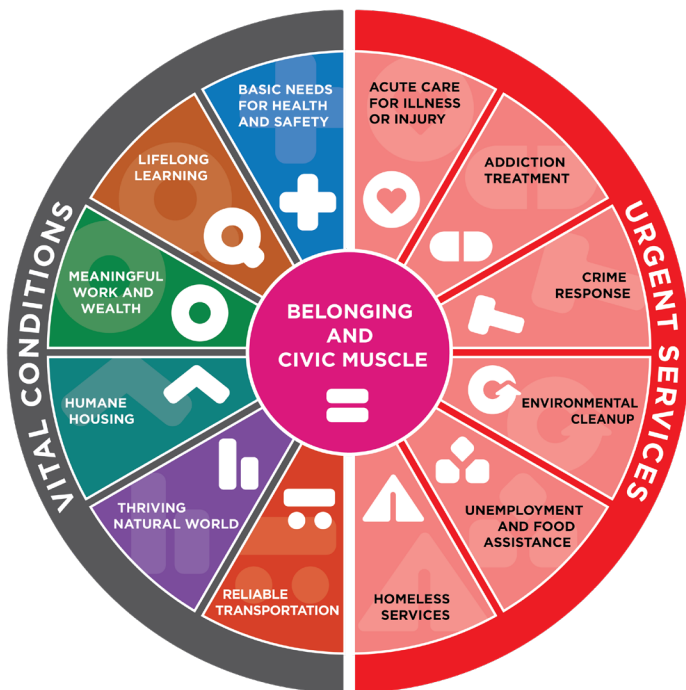 VITAL CONDITIONS
BASIC NEEDS
FOR HEALTH
AND SAFETY
LIFELONG
LEARNING
MEANINGFUL
WORK AND
WEALTH
HUMANE
HOUSING
THRIVING
NATURAL WORLD
RELIABLE
TRANSPORTATION
BELONGING
AND
CIVIC MUSCLE
URGENT SERVICES
ACUTE CARE
FOR ILLNESS
OR INJURY
ADDICTION
TREATMENT
CRIME
RESPONSE
ENVIRONMENTAL
CLEANUP
UNEMPLOYMENT
AND FOOD
ASSISTANCE
HOMELESS
SERVICES